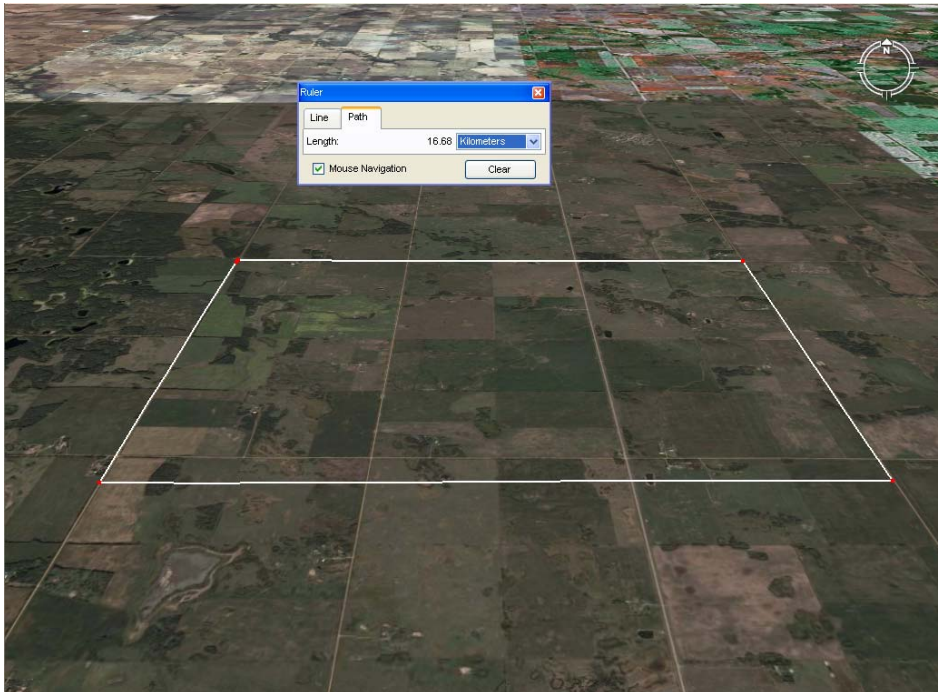 N
Ruler
Line Path
Length: 16.68 Kilometers
Mouse Navigation Clear